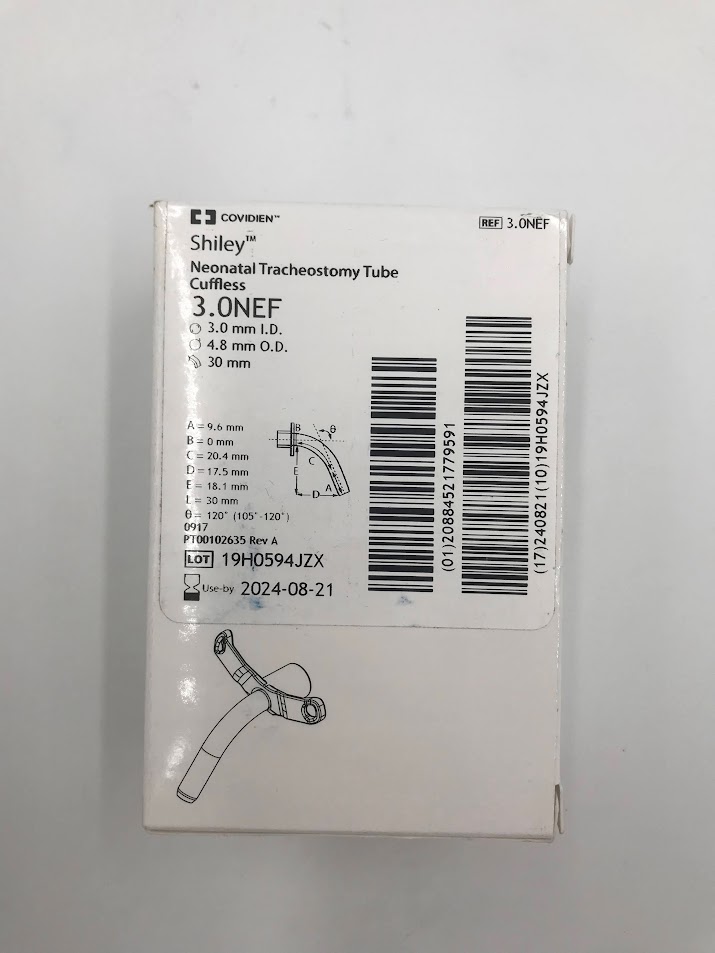 COVIDIEN™
REF 3.0NEF
Shiley™
Neonatal Tracheostomy Tube
Cuffless
3.0NEF
3.0 mm I.D.
4.8 mm O.D.
30 mm
A = 9.6 mm
B = 0 mm
C = 20.4 mm
D = 17.5 mm
E = 18.1 mm
L = 30 mm
θ = 120° (105°-120°)
0917
PT00102635 Rev A
LOT 19H0594JZX
Use-by 2024-08-21
B
θ
C
E
A
D
(01)20884521779591
(17)240821(10)19H0594JZX